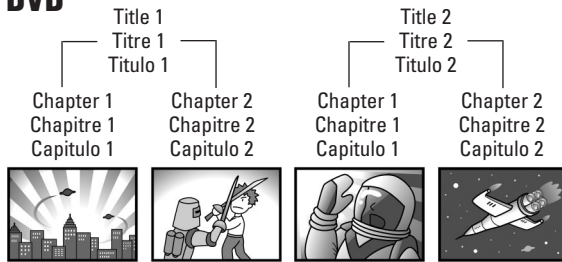 DVD
Title 1
Titre 1
Titulo 1
Title 2
Titre 2
Titulo 2
Chapter 1
Chapitre 1
Capitulo 1
Chapter 2
Chapitre 2
Capitulo 2
Chapter 1
Chapitre 1
Capitulo 1
Chapter 2
Chapitre 2
Capitulo 2